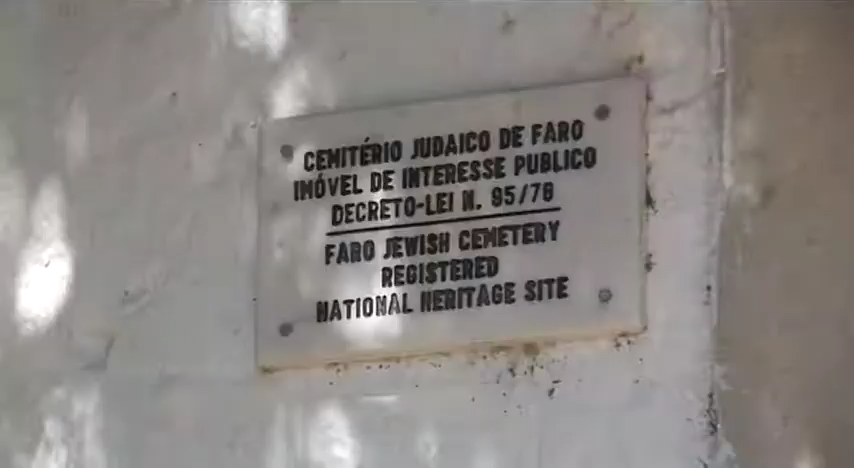 CEMITÉRIO JUDAICO DE FARO
IMÓVEL DE INTERESSE PUBLICO
DECRETO-LEI N. 95/78
FARO JEWISH CEMETERY
REGISTERED
NATIONAL HERITAGE SITE